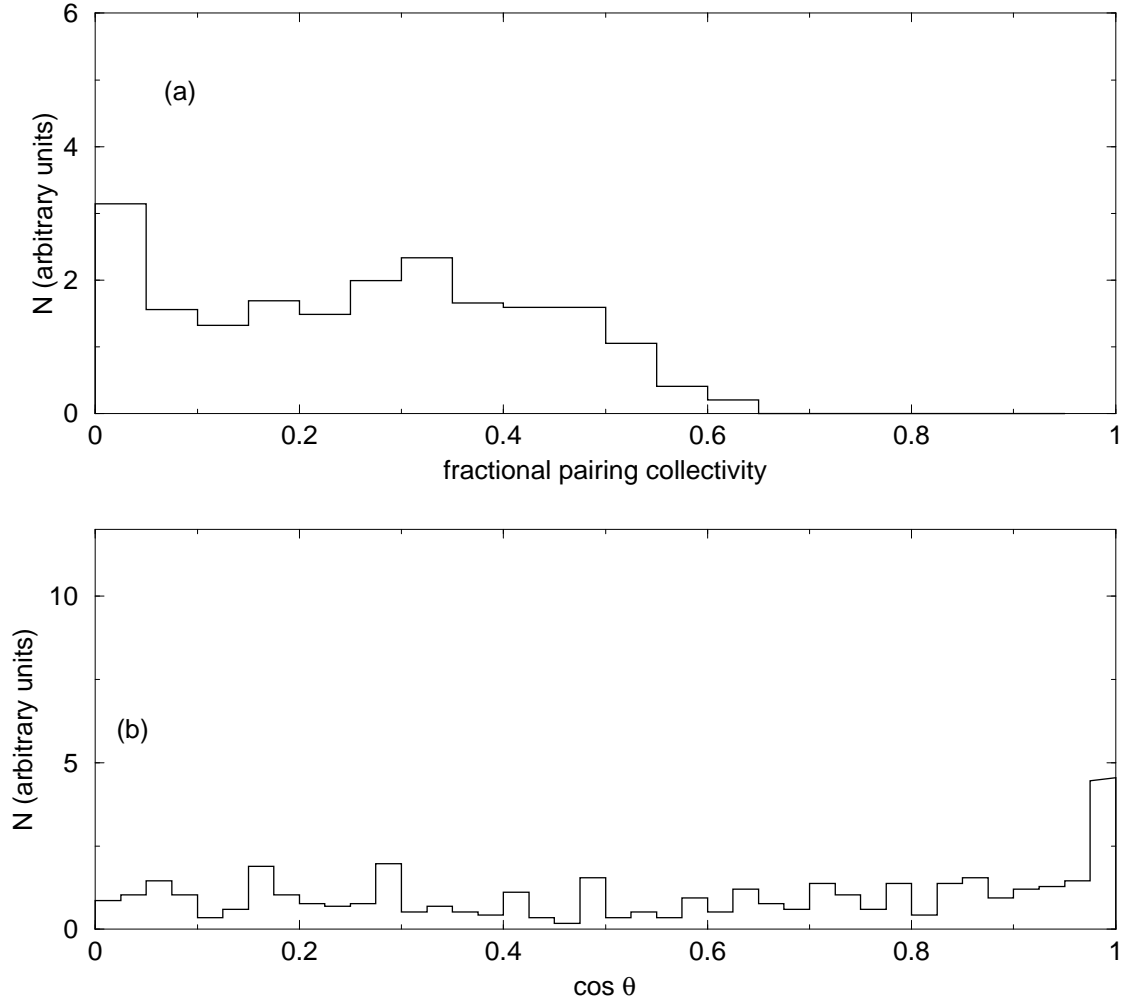 6
(a)
4
N (arbitrary units)
2
0
0 0.2 0.4 0.6 0.8 1
fractional pairing collectivity
10
N (arbitrary units)
(b)
5
0
0 0.2 0.4 0.6 0.8 1
cos θ